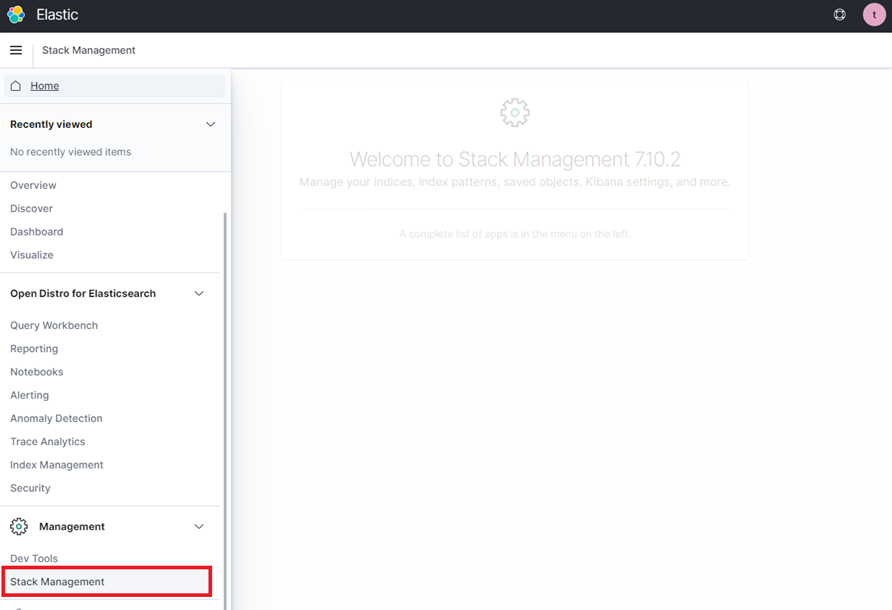 Elastic
t
Stack Management
Home
Recently viewed
No recently viewed items
Overview
Discover
Dashboard
Visualize
Open Distro for Elasticsearch
Query Workbench
Reporting
Notebooks
Alerting
Anomaly Detection
Trace Analytics
Index Management
Security
Management
Dev Tools
Stack Management
Welcome to Stack Management 7.10.2
Manage your indices, index patterns, saved objects, Kibana settings, and more.
A complete list of apps is in the menu on the left.